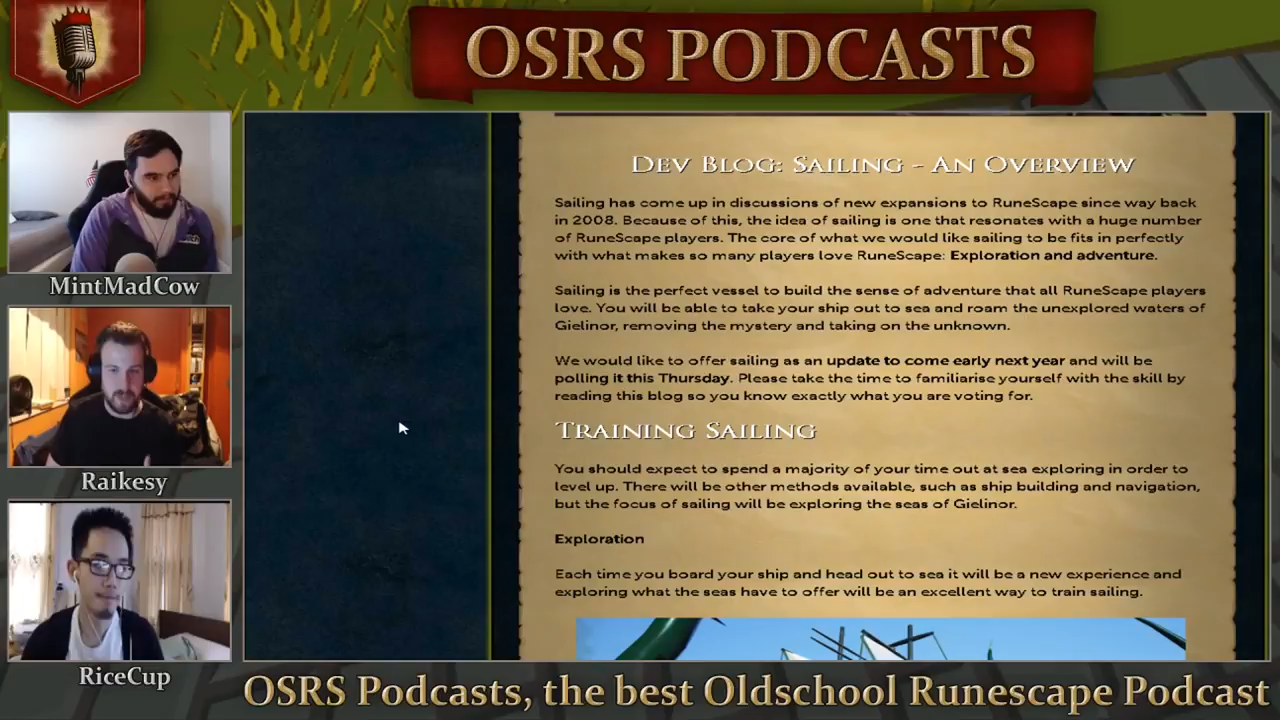 OSRS PODCASTS
MintMadCow
Raikesy
RiceCup
DEV BLOG: SAILING - AN OVERVIEW
Sailing has come up in discussions of new expansions to RuneScape since way back
in 2008. Because of this, the idea of sailing is one that resonates with a huge number
of RuneScape players. The core of what we would like sailing to be fits in perfectly
with what makes so many players love RuneScape: Exploration and adventure.
Sailing is the perfect vessel to build the sense of adventure that all RuneScape players
love. You will be able to take your ship out to sea and roam the unexplored waters of
Gielinor, removing the mystery and taking on the unknown.
We would like to offer sailing as an update to come early next year and will be
polling it this Thursday. Please take the time to familiarise yourself with the skill by
reading this blog so you know exactly what you are voting for.
TRAINING SAILING
You should expect to spend a majority of your time out at sea exploring in order to
level up. There will be other methods available, such as ship building and navigation,
but the focus of sailing will be exploring the seas of Gielinor.
Exploration
Each time you board your ship and head out to sea it will be a new experience and
exploring what the seas have to offer will be an excellent way to train sailing.
OSRS Podcasts, the best Oldschool Runescape Podcast